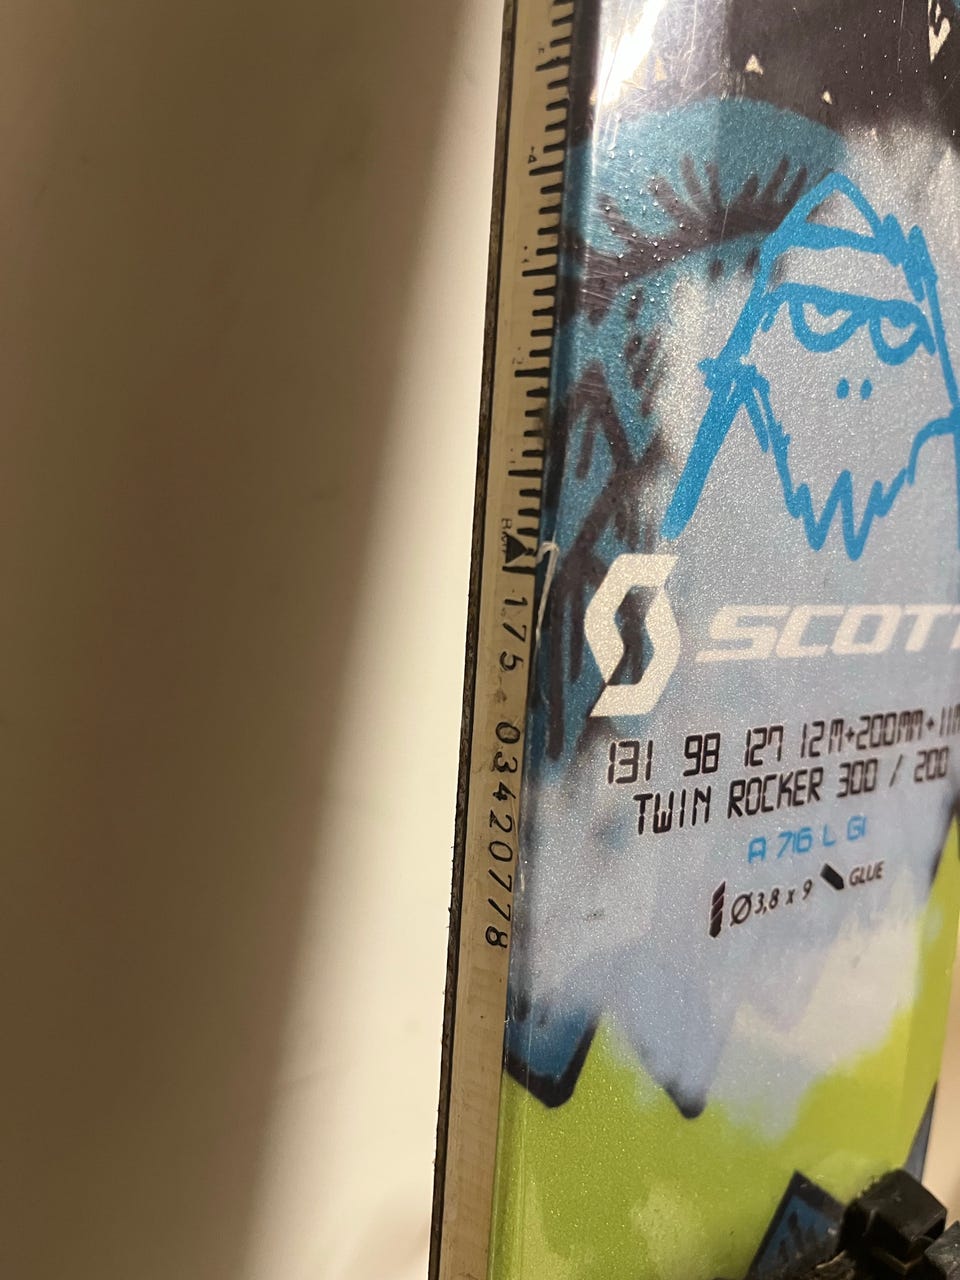 SCOTT
131 98 127 12M+200MM+11M
TWIN ROCKER 300 / 200
A 716 L GI
Ø3,8 x 9 GLUE
175 03420778